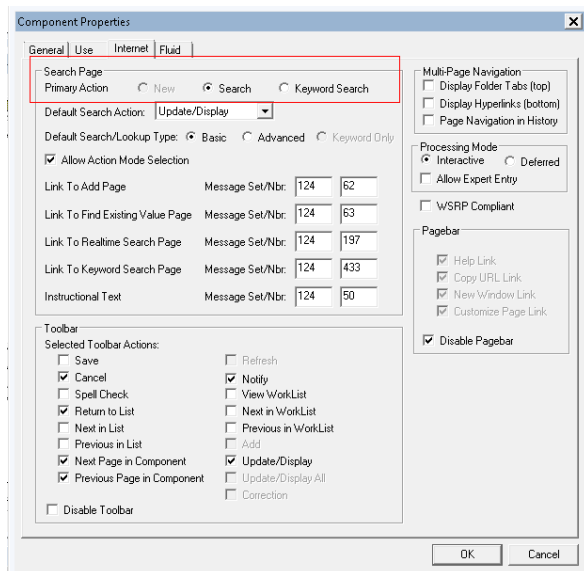 Component Properties
General Use Internet Fluid
Search Page
Primary Action New Search Keyword Search
Default Search Action: Update/Display
Default Search/Lookup Type: Basic Advanced Keyword Only
Allow Action Mode Selection
Link To Add Page Message Set/Nbr: 124 62
Link To Find Existing Value Page Message Set/Nbr: 124 63
Link To Realtime Search Page Message Set/Nbr: 124 197
Link To Keyword Search Page Message Set/Nbr: 124 433
Instructional Text Message Set/Nbr: 124 50
Toolbar
Selected Toolbar Actions:
Save Refresh
Cancel Notify
Spell Check View WorkList
Return to List Next in WorkList
Next in List Previous in WorkList
Previous in List Add
Next Page in Component Update/Display
Previous Page in Component Update/Display All
Correction
Disable Toolbar
Multi-Page Navigation
Display Folder Tabs (top)
Display Hyperlinks (bottom)
Page Navigation in History
Processing Mode
Interactive Deferred
Allow Expert Entry
WSRP Compliant
Pagebar
Help Link
Copy URL Link
New Window Link
Customize Page Link
Disable Pagebar
OK Cancel